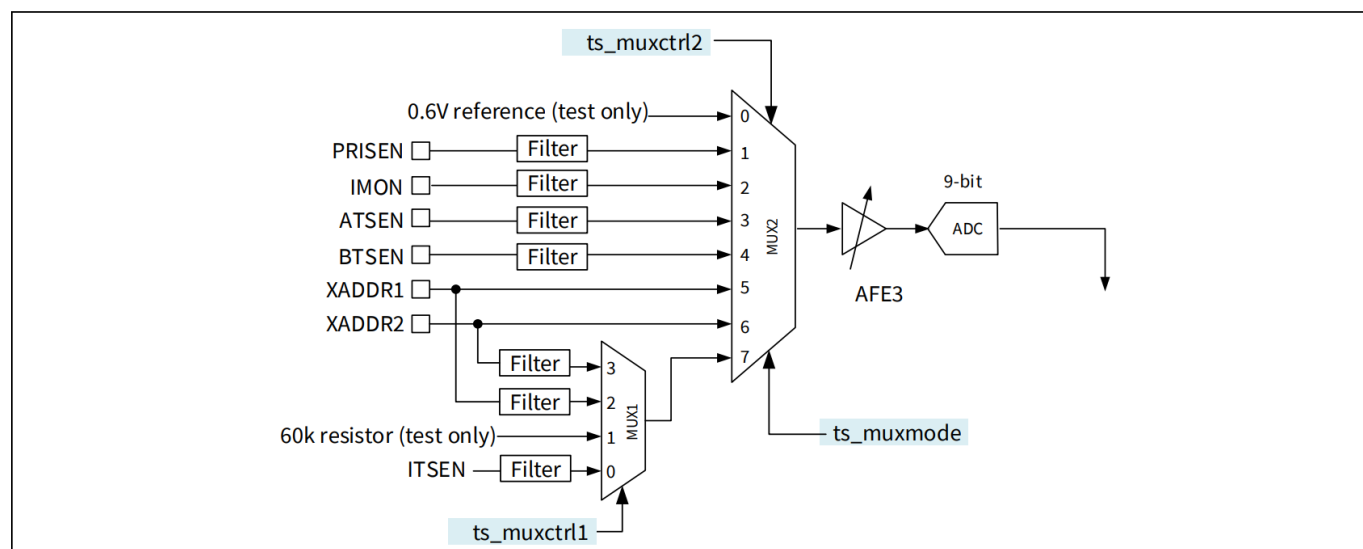 ts_muxctrl2
0.6V reference (test only)
0
PRISEN
Filter
1
9-bit
IMON
Filter
2
ATSEN
Filter
3
MUX2
ADC
BTSEN
Filter
4
XADDR1
5
AFE3
XADDR2
6
Filter
3
7
Filter
2
MUX1
60k resistor (test only)
1
ts_muxmode
ITSEN
Filter
0
ts_muxctrl1